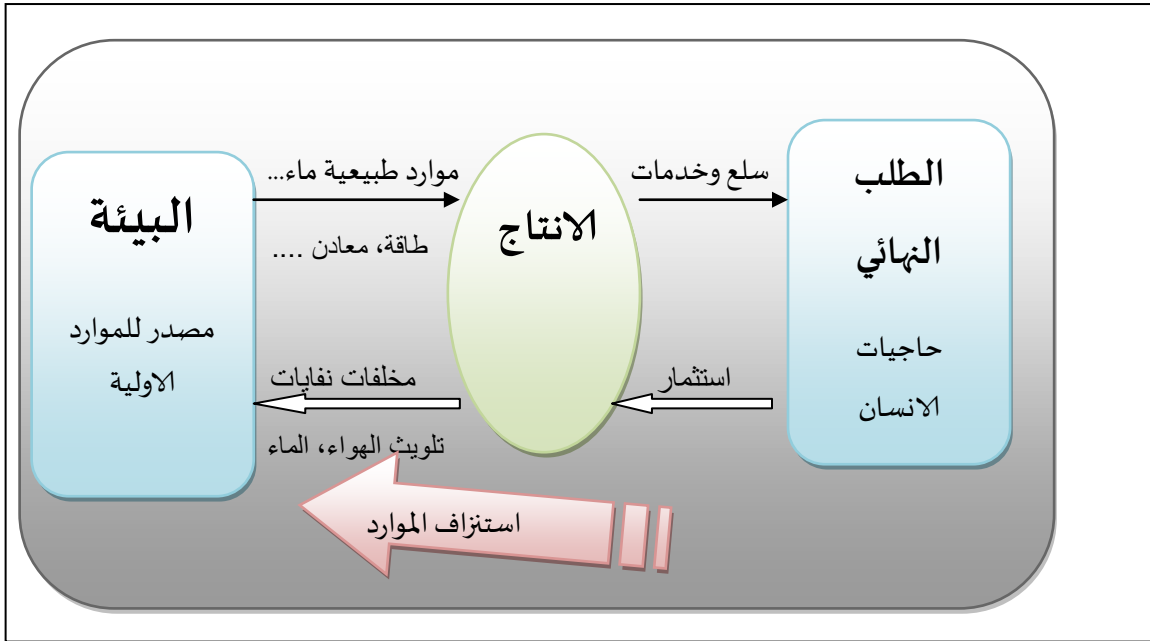 البيئة
مصدر للموارد
الاولية
موارد طبيعية ماء...
طاقة، معادن ....
مخلفات نفايات
تلويث الهواء، الماء
الانتاج
سلع وخدمات
استثمار
الطلب
النهائي
حاجيات
الانسان
استنزاف الموارد